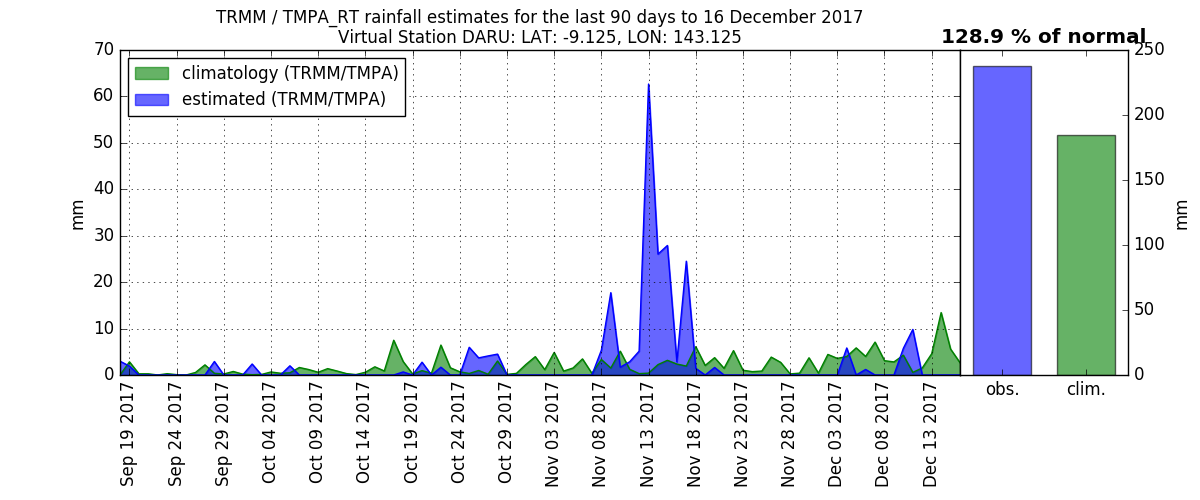 TRMM / TMPA_RT rainfall estimates for the last 90 days to 16 December 2017
Virtual Station DARU: LAT: -9.125, LON: 143.125
128.9 % of normal
climatology (TRMM/TMPA)
estimated (TRMM/TMPA)
mm
70
60
50
40
30
20
10
0
Sep 19 2017
Sep 24 2017
Sep 29 2017
Oct 04 2017
Oct 09 2017
Oct 14 2017
Oct 19 2017
Oct 24 2017
Oct 29 2017
Nov 03 2017
Nov 08 2017
Nov 13 2017
Nov 18 2017
Nov 23 2017
Nov 28 2017
Dec 03 2017
Dec 08 2017
Dec 13 2017
250
200
150
100
50
0
mm
obs.
clim.